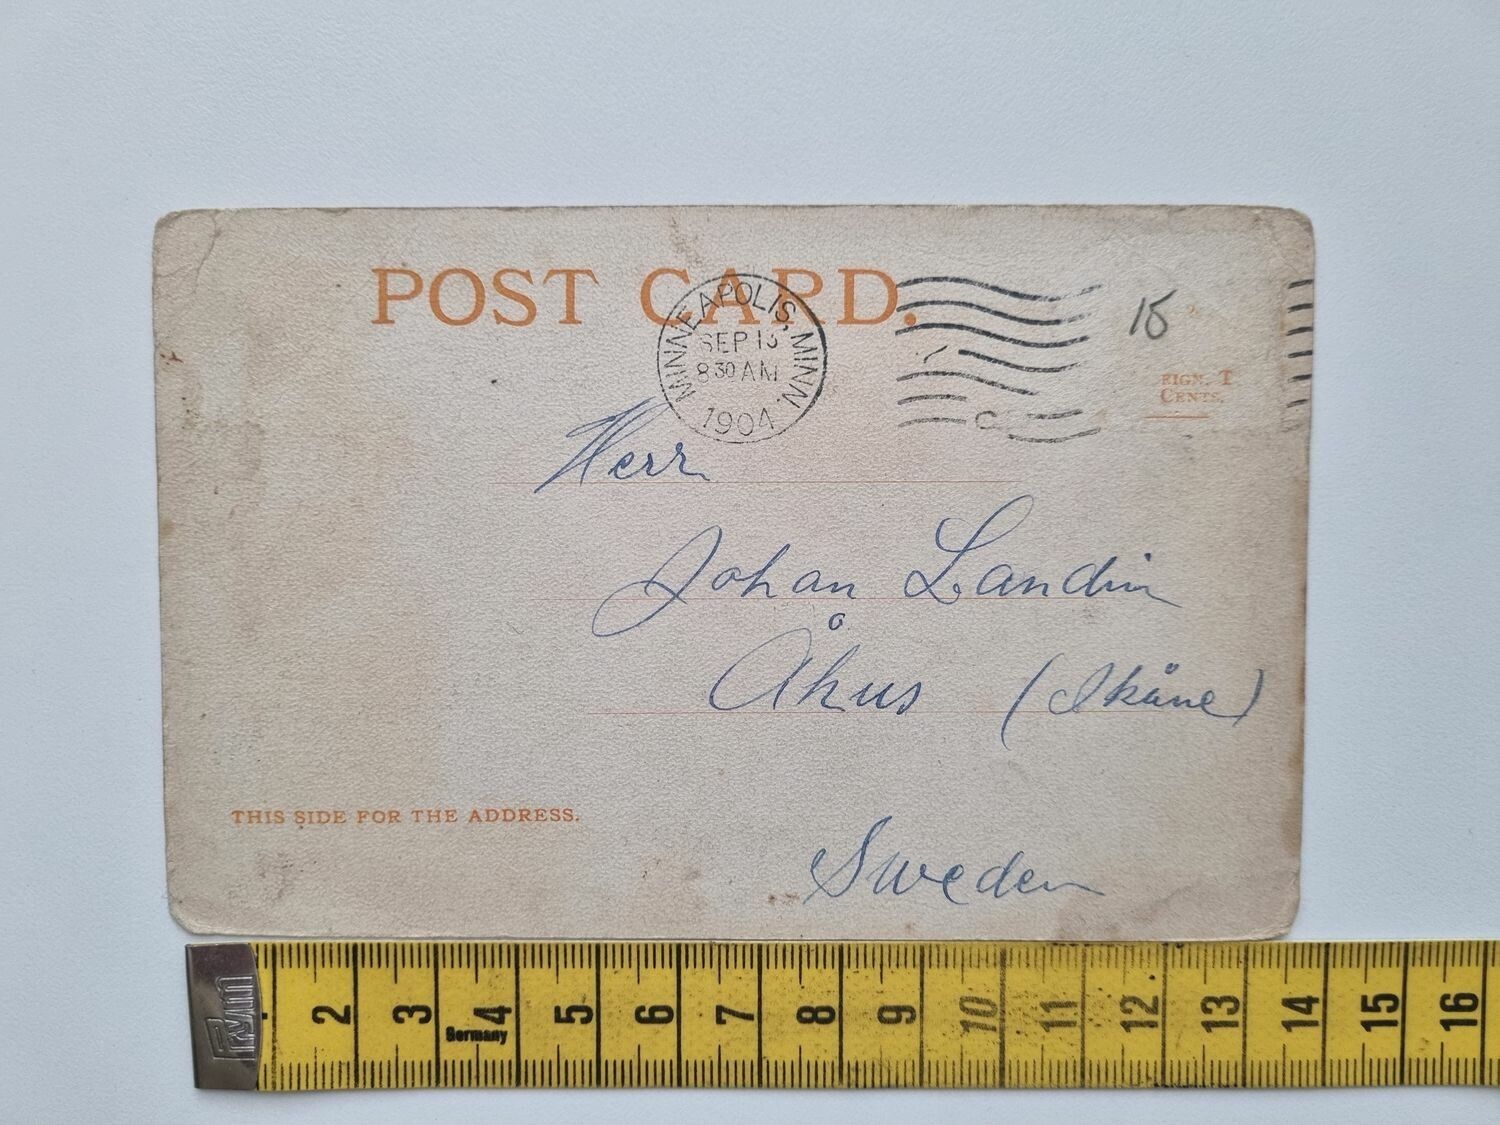 POST CARD.
MINNEAPOLIS, MINN.
SEP 13
8 30 AM
1904
15
EIGN. 1
CENTS.
Herr
Johan Landin
Åhus (Skåne)
Sweden
THIS SIDE FOR THE ADDRESS.
Prym
2 3 4 5 6 7 8 9 10 11 12 13 14 15 16
Germany